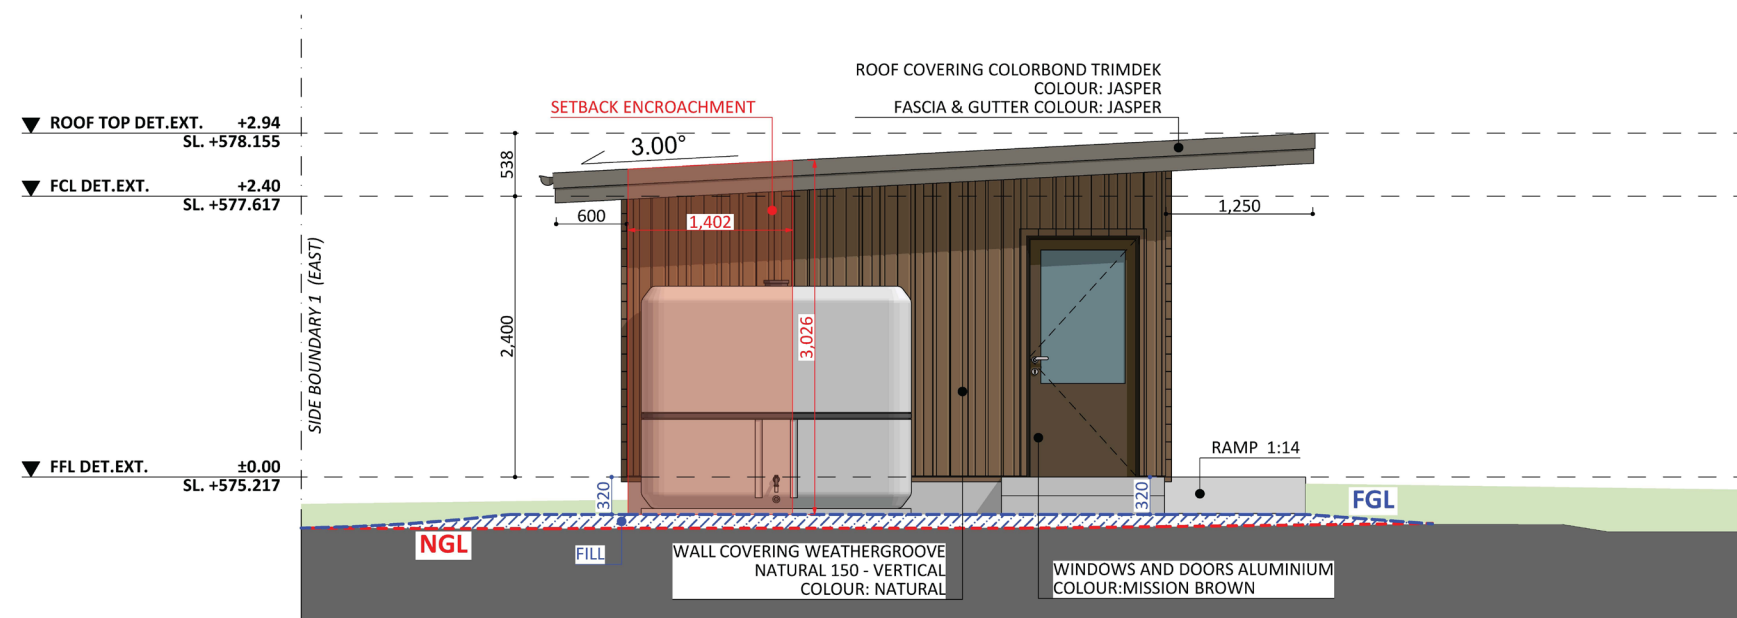 ROOF COVERING COLORBOND TRIMDEK
COLOUR: JASPER
FASCIA & GUTTER COLOUR: JASPER
SETBACK ENCROACHMENT
ROOF TOP DET.EXT. +2.94
SL. +578.155
3.00°
538
FCL DET.EXT. +2.40
SL. +577.617
600
1,402
1,250
SIDE BOUNDARY 1 (EAST)
2,400
3,026
RAMP 1:14
FFL DET.EXT. ±0.00
SL. +575.217
320
320
FGL
NGL
FILL
WALL COVERING WEATHERGROOVE
NATURAL 150 - VERTICAL
COLOUR: NATURAL
WINDOWS AND DOORS ALUMINIUM
COLOUR:MISSION BROWN